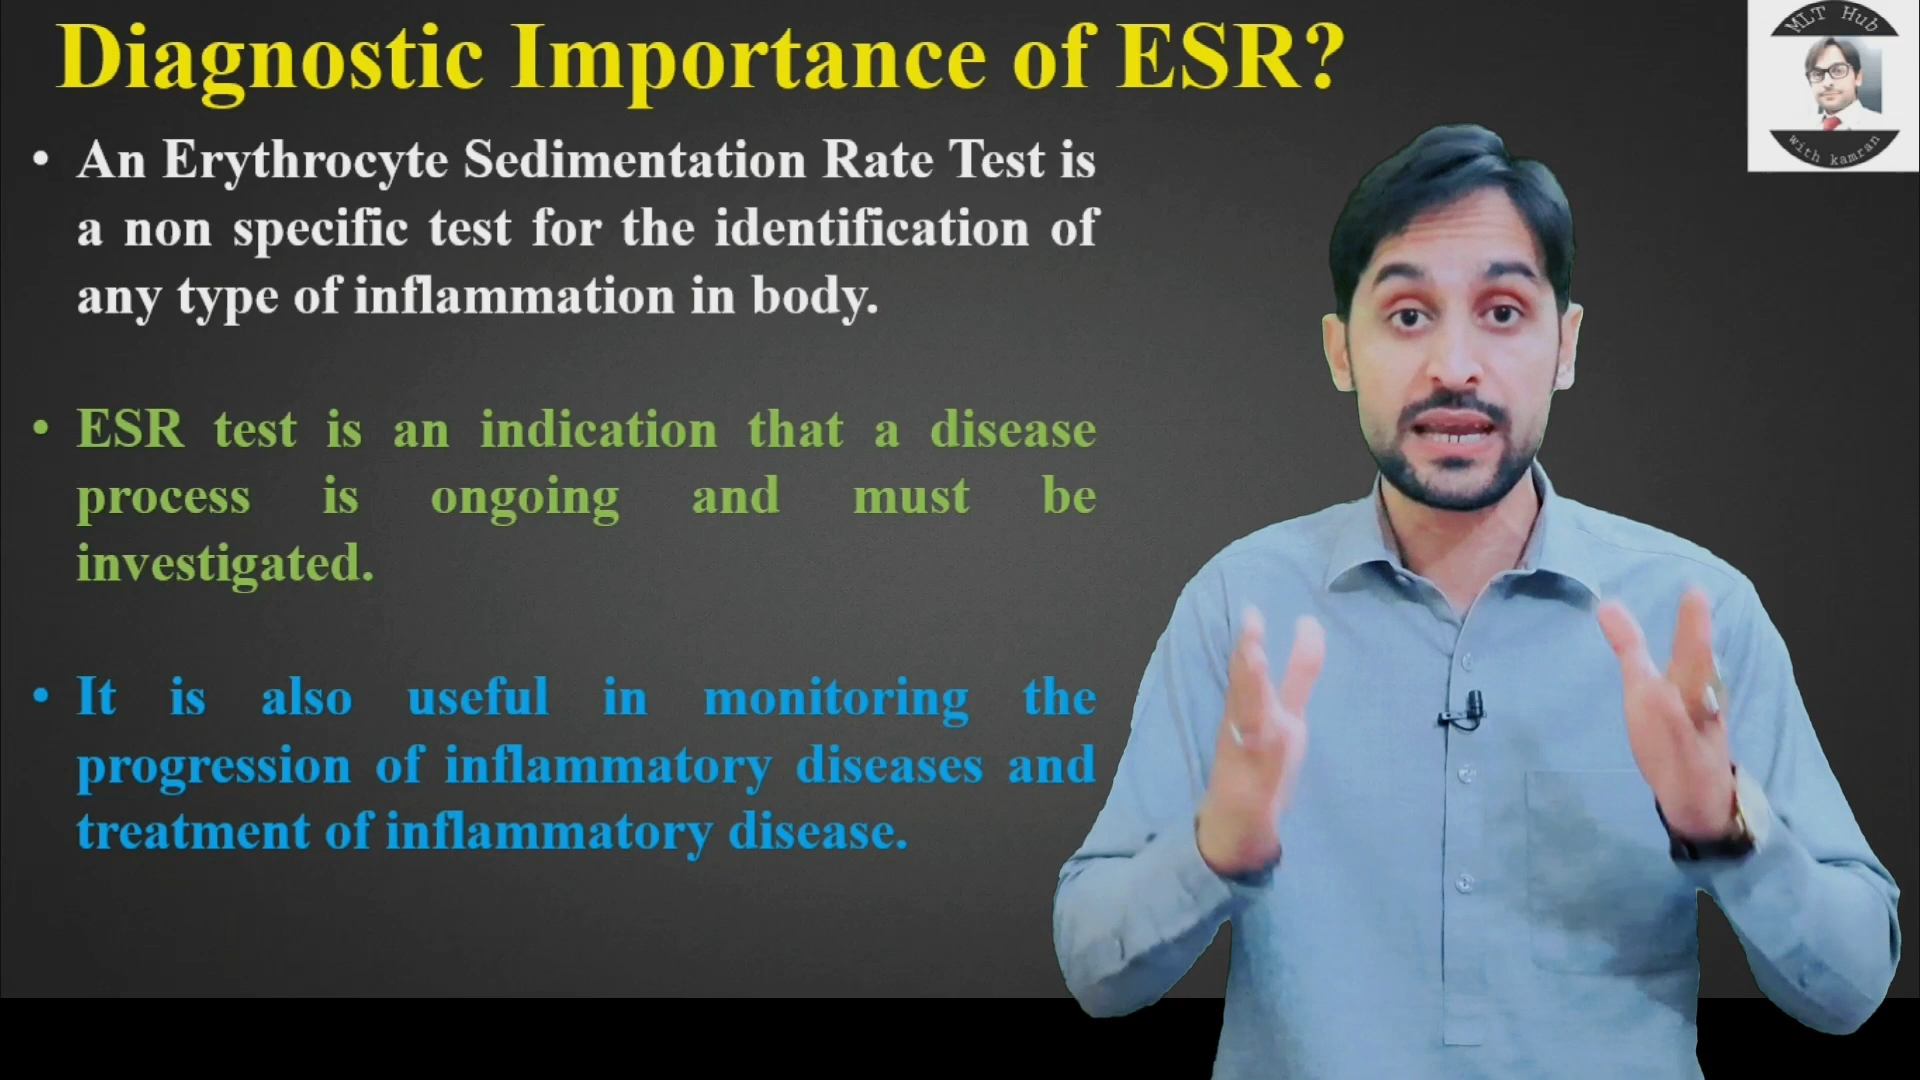 Diagnostic Importance of ESR?
MLT Hub
with kamran
• An Erythrocyte Sedimentation Rate Test is
a non specific test for the identification of
any type of inflammation in body.
• ESR test is an indication that a disease
process is ongoing and must be
investigated.
• It is also useful in monitoring the
progression of inflammatory diseases and
treatment of inflammatory disease.